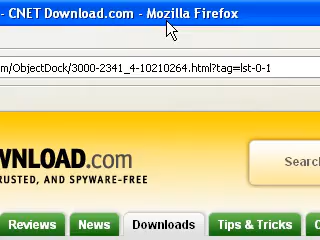 - CNET Download.com - Mozilla Firefox
m/ObjectDock/3000-2341_4-10210264.html?tag=lst-0-1
WNLOAD.com
Search
RUSTED, AND SPYWARE-FREE
Reviews News Downloads Tips & Tricks